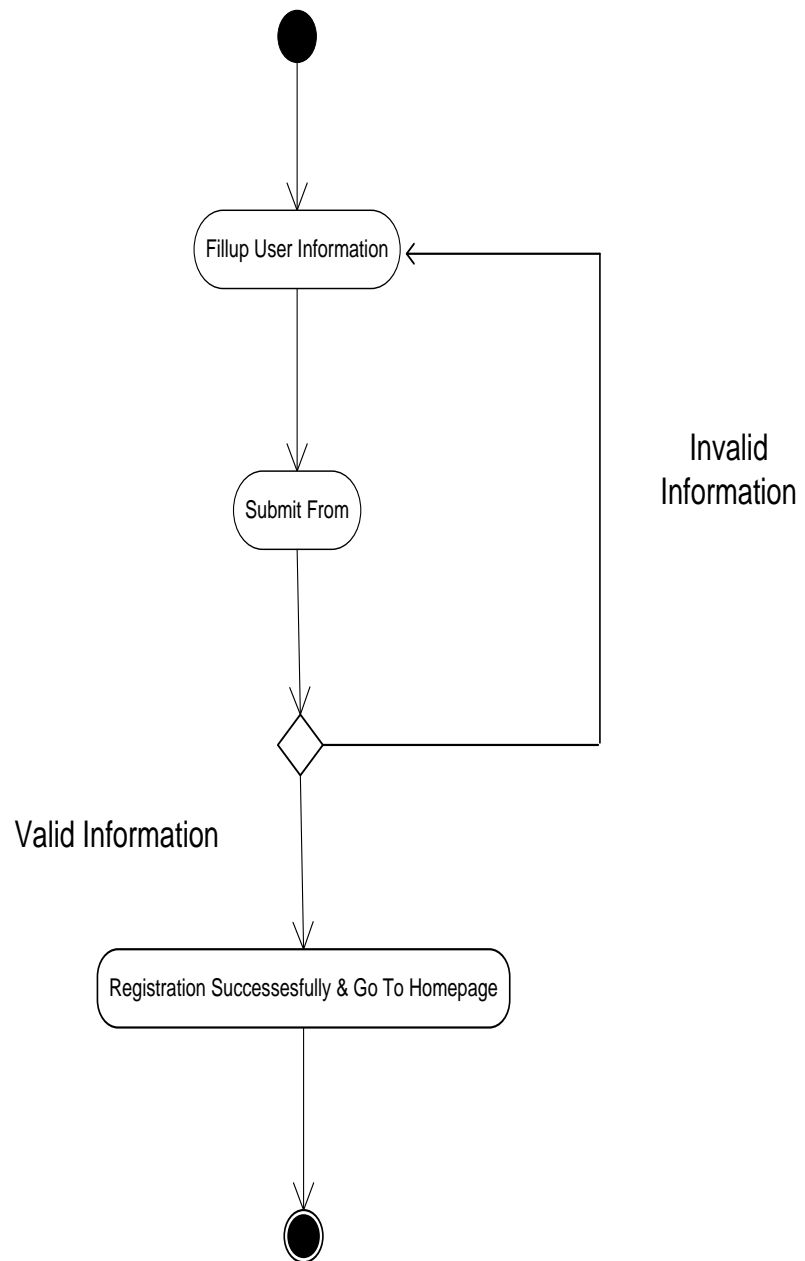 Fillup User Information
Invalid
Information
Submit From
Valid Information
Registration Successesfully & Go To Homepage